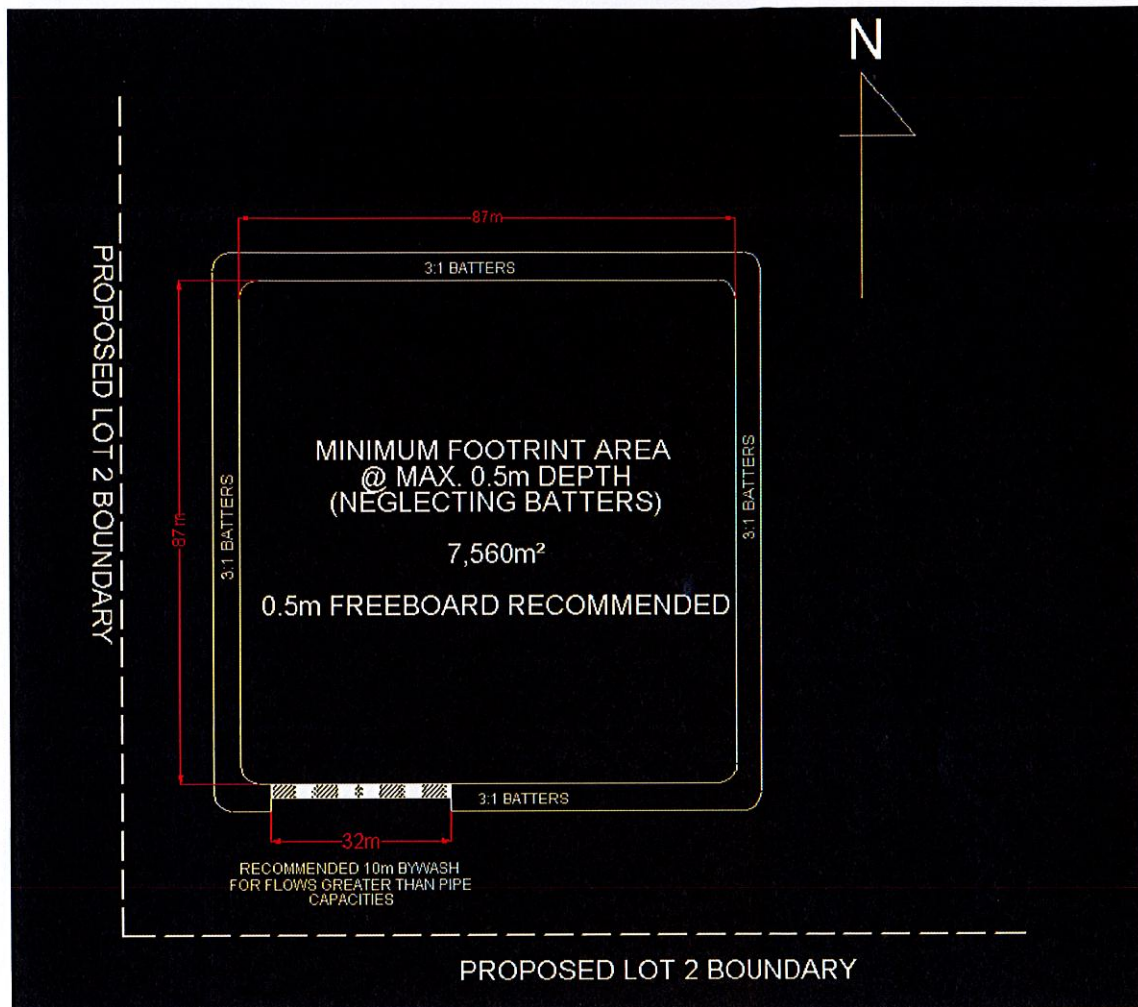 N
87m
3:1 BATTERS
PROPOSED LOT 2 BOUNDARY
MINIMUM FOOTRINT AREA
@ MAX. 0.5m DEPTH
(NEGLECTING BATTERS)
7,560m²
0.5m FREEBOARD RECOMMENDED
87m
3:1 BATTERS
3:1 BATTERS
3:1 BATTERS
32m
RECOMMENDED 10m BYWASH
FOR FLOWS GREATER THAN PIPE
CAPACITIES
PROPOSED LOT 2 BOUNDARY